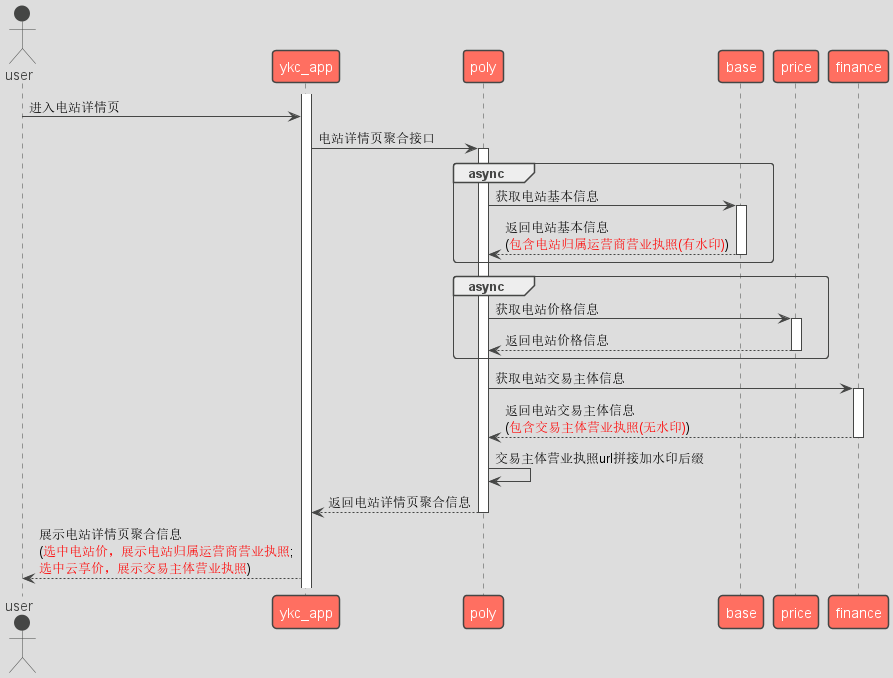 user
ykc_app
poly
base
price
finance
进入电站详情页
电站详情页聚合接口
async
获取电站基本信息
返回电站基本信息
(包含电站归属运营商营业执照(有水印))
async
获取电站价格信息
返回电站价格信息
获取电站交易主体信息
返回电站交易主体信息
(包含交易主体营业执照(无水印))
交易主体营业执照url拼接加水印后缀
返回电站详情页聚合信息
展示电站详情页聚合信息
(选中电站价，展示电站归属运营商营业执照;
选中云享价，展示交易主体营业执照)
user
ykc_app
poly
base
price
finance